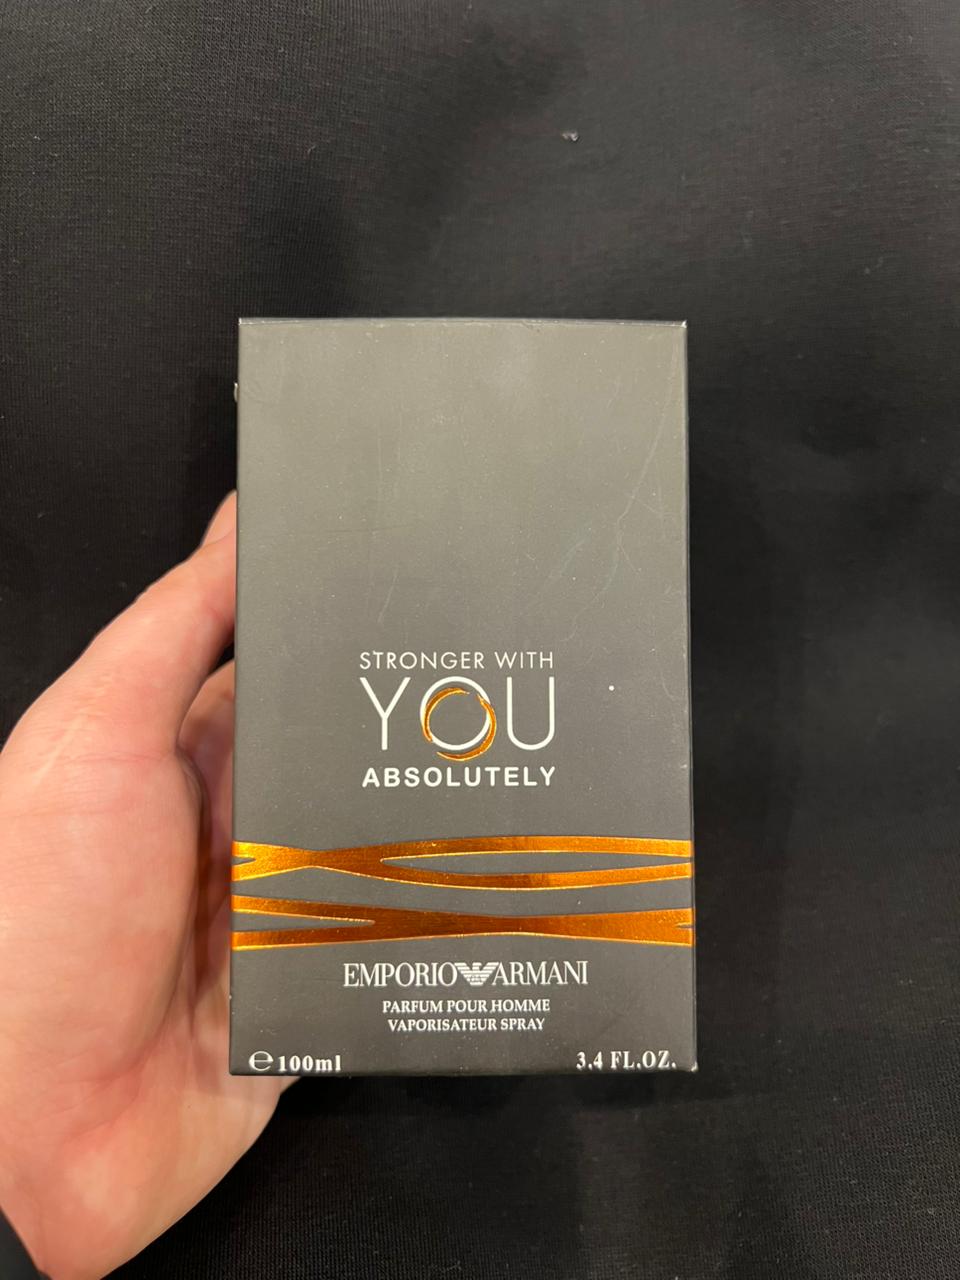 STRONGER WITH
YOU
ABSOLUTELY
EMPORIO ARMANI
PARFUM POUR HOMME
VAPORISATEUR SPRAY
℮100ml 3.4 FL.OZ.